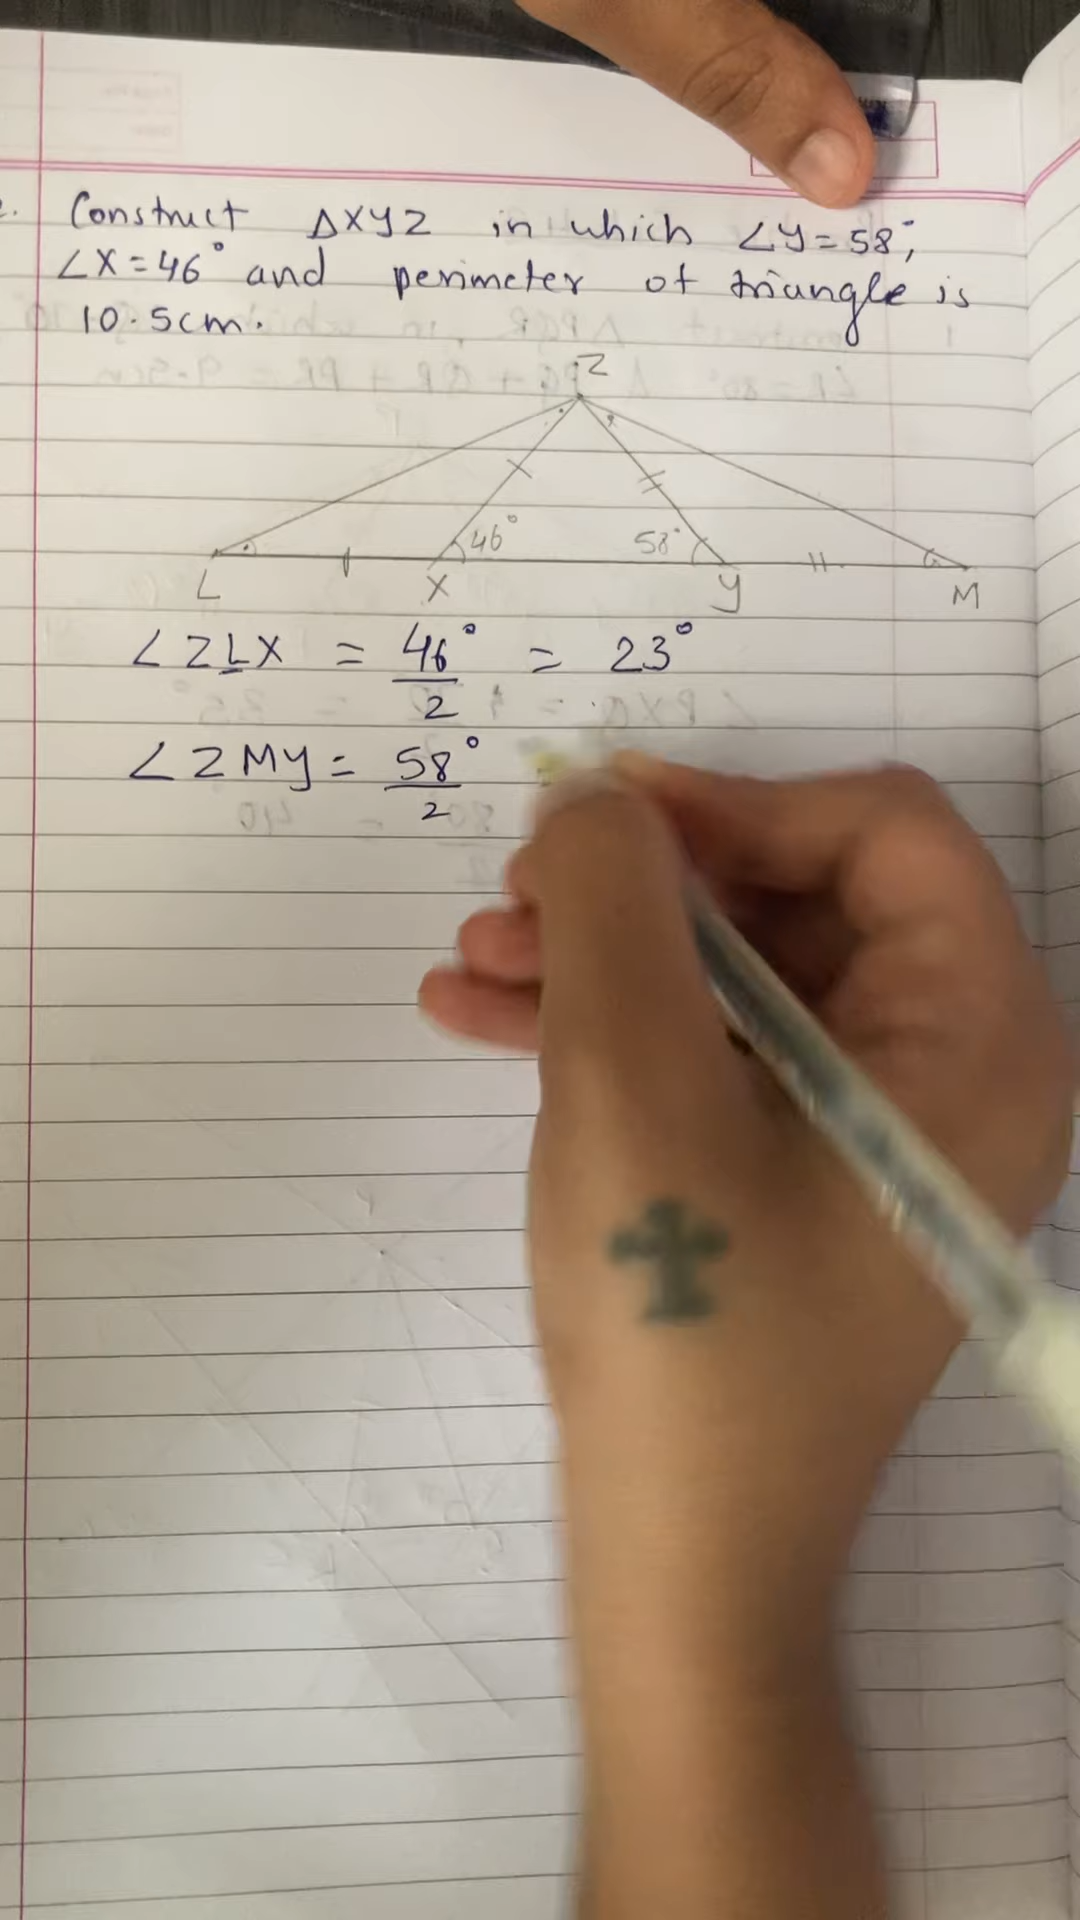 Construct ΔXYZ in which ∠Y=58°,
∠X=46° and perimeter of triangle is
10.5cm.
Z
46° 58°
L X Y M
∠ZLX = 46°/2 = 23°
∠ZMY = 58°/2